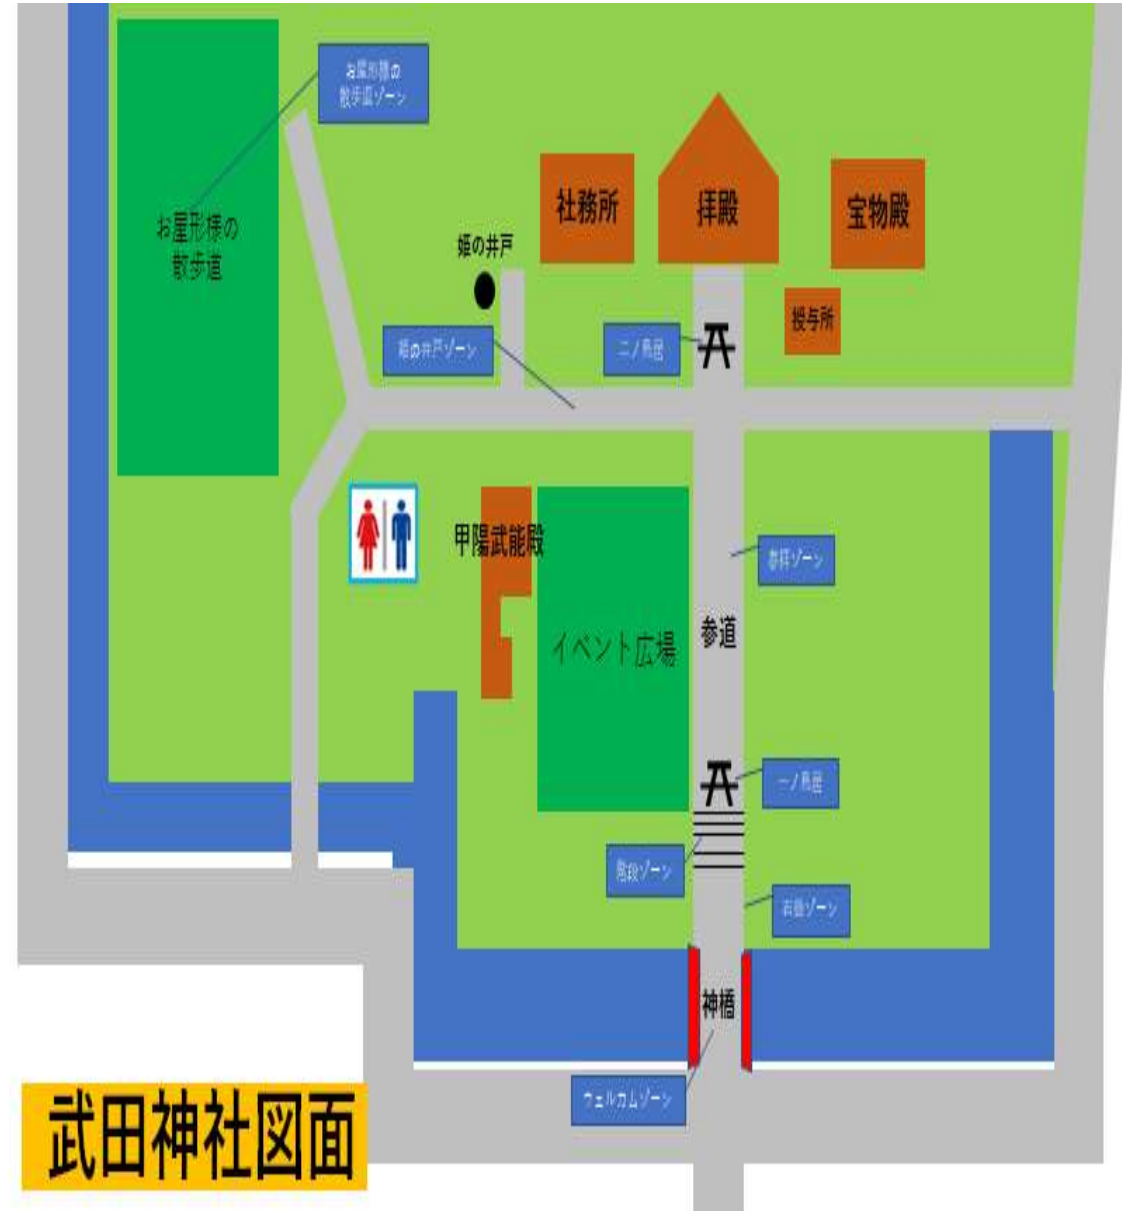 お屋形様の
散歩道ゾーン
お屋形様の
散歩道
社務所
拝殿
宝物殿
姫の井戸
授与所
姫の井戸ゾーン
二ノ鳥居
甲陽武能殿
参拝ゾーン
イベント広場
参道
一ノ鳥居
階段ゾーン
石畳ゾーン
神橋
ウェルカムゾーン
武田神社図面